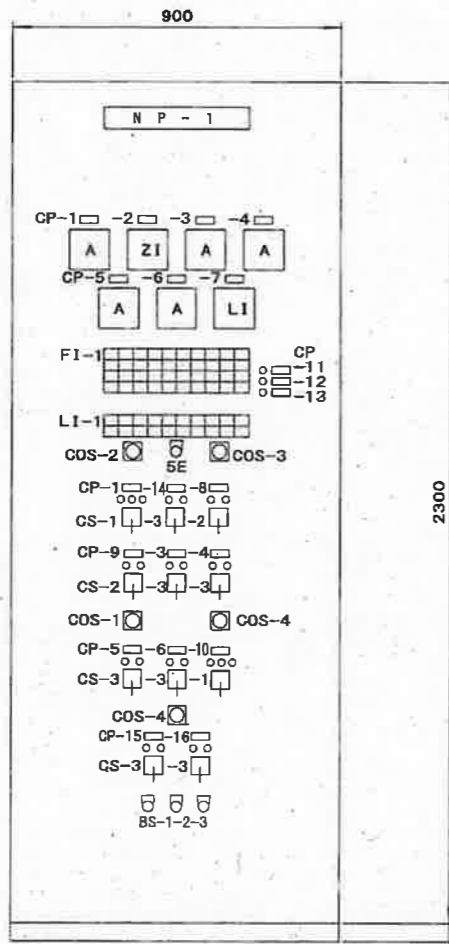 900
N P - 1
CP-1 -2 -3 -4
A ZI A A
CP-5 -6 -7
A A LI
FI-1
CP
-11
-12
-13
LI-1
COS-2 5E COS-3
CP-1 -14 -8
CS-1 -3 -2
CP-9 -3 -4
CS-2 -3 -3
COS-1 COS-4
CP-5 -6 -10
CS-3 -3 -1
COS-4
CP-15 -16
CS-3 -3
BS-1-2-3
2300